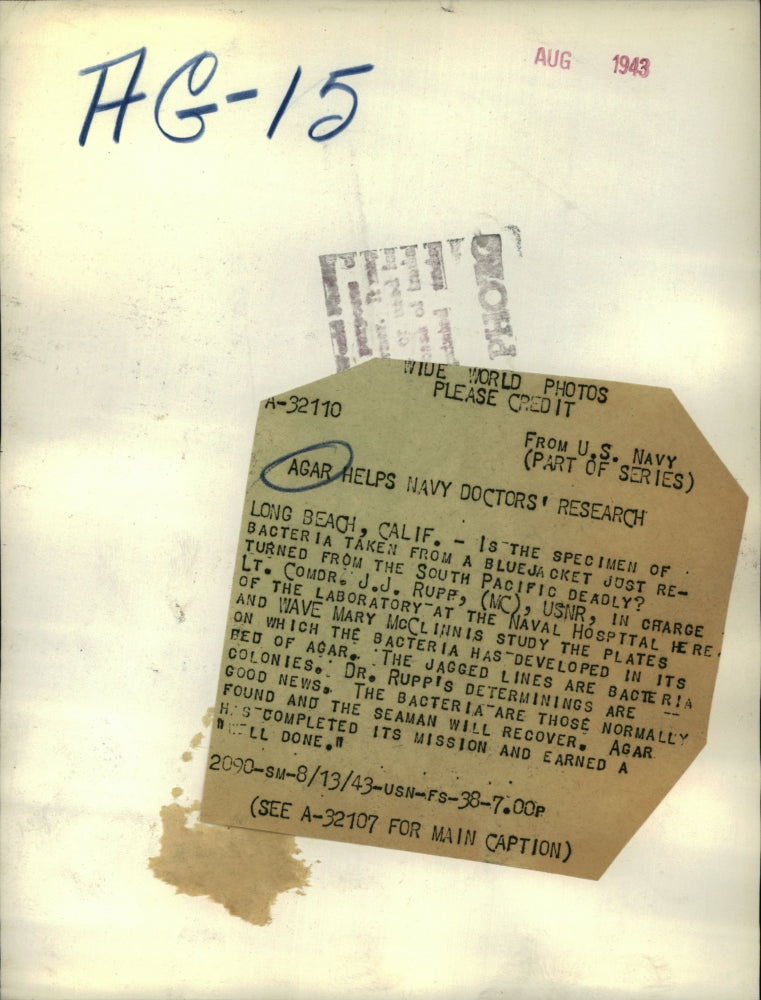 AG-15
AUG 1943
PHOTO
WIDE WORLD PHOTOS
PLEASE CREDIT
A-32110
FROM U.S. NAVY
(PART OF SERIES)
AGAR HELPS NAVY DOCTORS' RESEARCH
LONG BEACH, CALIF. - IS THE SPECIMEN OF
BACTERIA TAKEN FROM A BLUEJACKET JUST RE-
TURNED FROM THE SOUTH PACIFIC DEADLY?
LT. COMDR. J.J. RUPP, (MC), USNR, IN CHARGE
OF THE LABORATORY AT THE NAVAL HOSPITAL HERE
AND WAVE MARY McCLINNIS STUDY THE PLATES
ON WHICH THE BACTERIA HAS DEVELOPED IN ITS
BED OF AGAR. THE JAGGED LINES ARE BACTERIA
COLONIES. DR. RUPP'S DETERMININGS ARE --
GOOD NEWS. THE BACTERIA ARE THOSE NORMALLY
FOUND AND THE SEAMAN WILL RECOVER. AGAR
HAS COMPLETED ITS MISSION AND EARNED A
"WELL DONE."
2090-SM-8/13/43-USN-FS-38-7.00P
(SEE A-32107 FOR MAIN CAPTION)